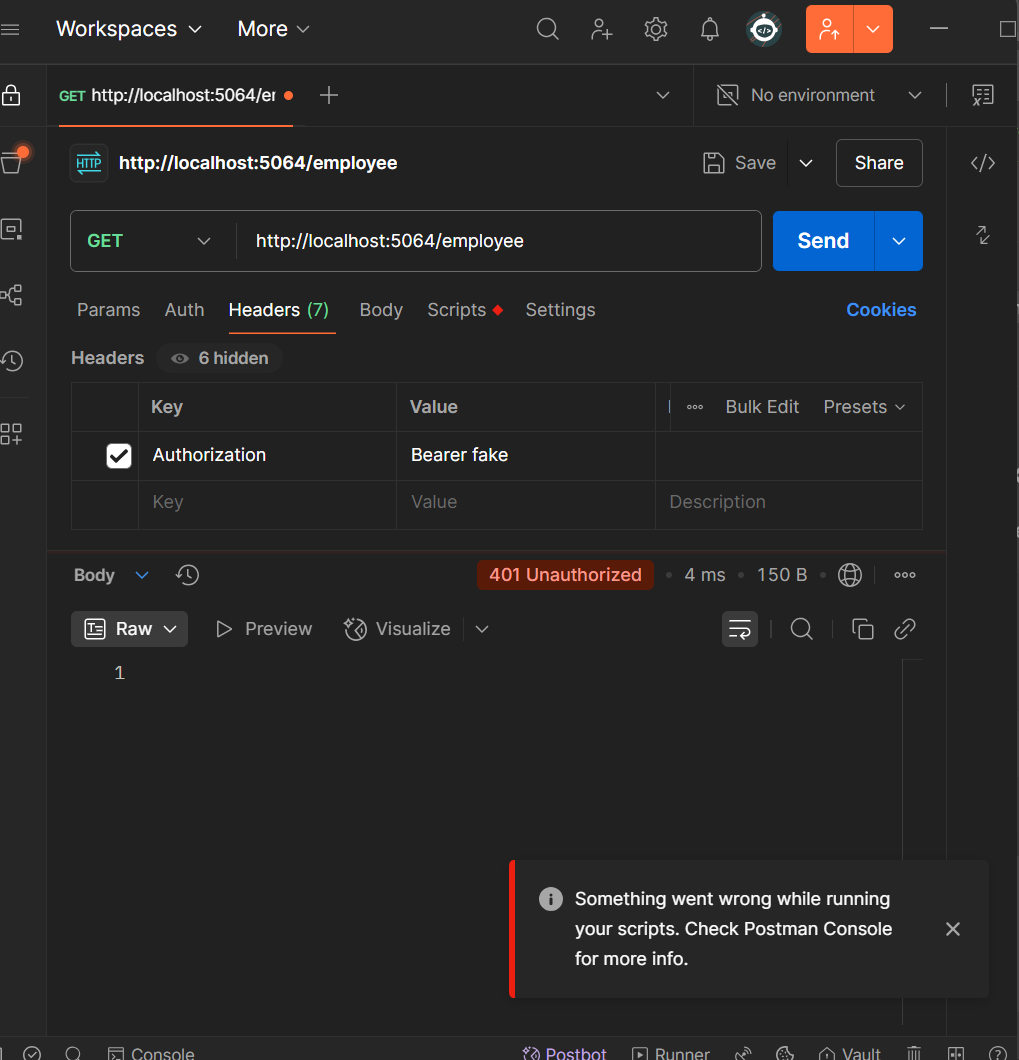 Workspaces More
GET http://localhost:5064/er No environment
HTTP http://localhost:5064/employee Save Share
GET http://localhost:5064/employee Send
Params Auth Headers (7) Body Scripts Settings Cookies
Headers 6 hidden
Key Value Bulk Edit Presets
Authorization Bearer fake
Key Value Description
Body 401 Unauthorized • 4 ms • 150 B
Raw Preview Visualize
1
Something went wrong while running
your scripts. Check Postman Console
for more info.
Console Postbot Runner Vault